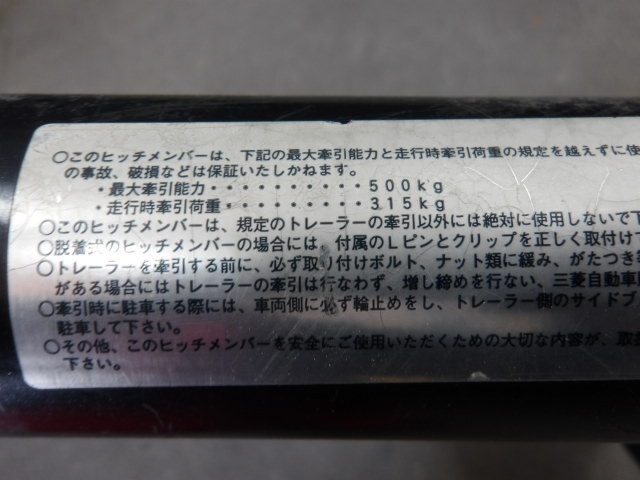 ○このヒッチメンバーは、下記の最大牽引能力と走行時牽引荷重の規定を越えずに使
の事故、破損などは保証いたしかねます。
・最大牽引能力・・・・・・・・・・500kg
・走行時牽引荷重・・・・・・・・・3.15kg
○このヒッチメンバーは、規定のトレーラーの牽引以外には絶対に使用しないで下
○脱着式のヒッチメンバーの場合には、付属のLピンとクリップを正しく取付け下
○トレーラーを牽引する前に、必ず取り付けボルト、ナット類に緩み、がたつき等
がある場合にはトレーラーの牽引は行なわず、増し締めを行ない、三菱自動車販
○牽引時に駐車する際には、車両側に必ず輪止めをし、トレーラー側のサイドブ
駐車して下さい。
○その他、このヒッチメンバーを安全にご使用いただくための大切な内容が、取扱
下さい。